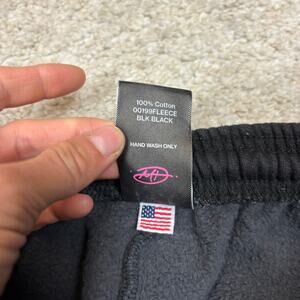 100% Cotton
00199FLEECE
BLK BLACK
HAND WASH ONLY